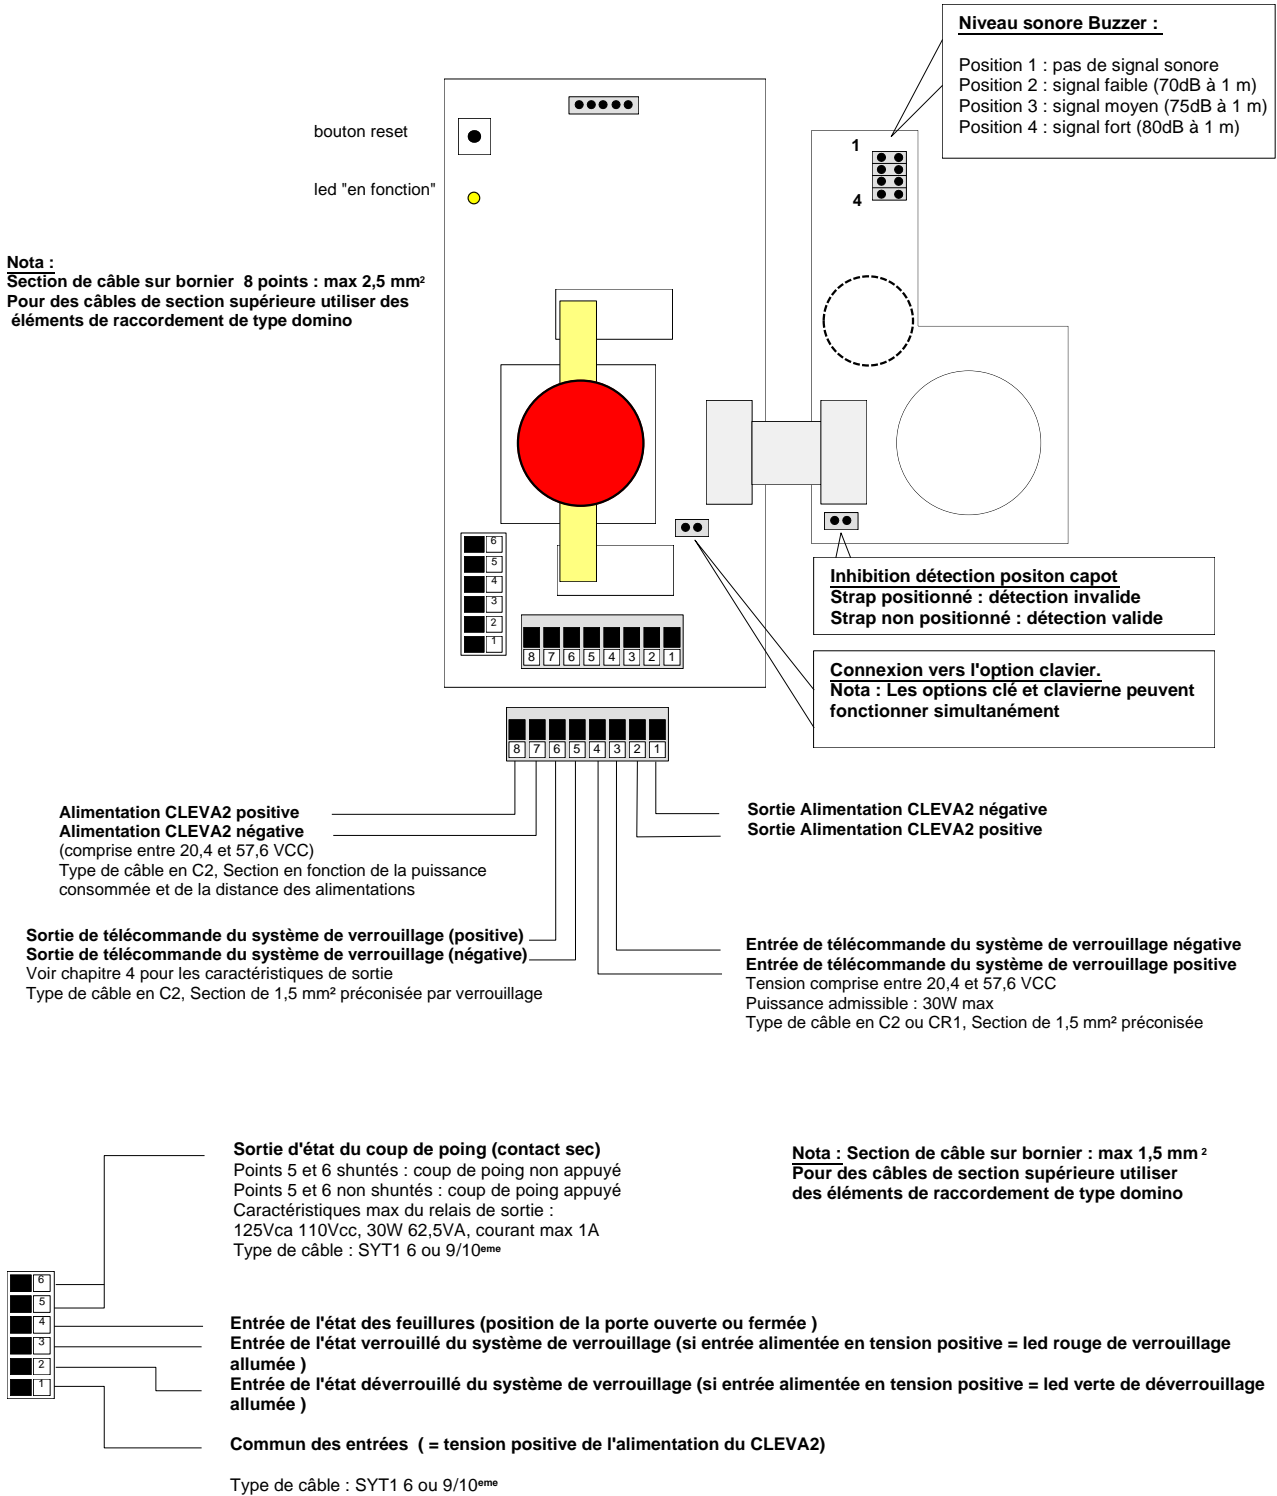 Niveau sonore Buzzer :
Position 1 : pas de signal sonore
Position 2 : signal faible (70dB à 1 m)
Position 3 : signal moyen (75dB à 1 m)
Position 4 : signal fort (80dB à 1 m)
bouton reset
1
4
led "en fonction"
Nota :
Section de câble sur bornier 8 points : max 2,5 mm²
Pour des câbles de section supérieure utiliser des
éléments de raccordement de type domino
6
5
4
3
2
1
8 7 6 5 4 3 2 1
Inhibition détection positon capot
Strap positionné : détection invalide
Strap non positionné : détection valide
Connexion vers l'option clavier.
Nota : Les options clé et clavierne peuvent
fonctionner simultanément
8 7 6 5 4 3 2 1
Alimentation CLEVA2 positive
Alimentation CLEVA2 négative
(comprise entre 20,4 et 57,6 VCC)
Type de câble en C2, Section en fonction de la puissance
consommée et de la distance des alimentations
Sortie Alimentation CLEVA2 négative
Sortie Alimentation CLEVA2 positive
Sortie de télécommande du système de verrouillage (positive)
Sortie de télécommande du système de verrouillage (négative)
Voir chapitre 4 pour les caractéristiques de sortie
Type de câble en C2, Section de 1,5 mm² préconisée par verrouillage
Entrée de télécommande du système de verrouillage négative
Entrée de télécommande du système de verrouillage positive
Tension comprise entre 20,4 et 57,6 VCC
Puissance admissible : 30W max
Type de câble en C2 ou CR1, Section de 1,5 mm² préconisée
Sortie d'état du coup de poing (contact sec)
Points 5 et 6 shuntés : coup de poing non appuyé
Points 5 et 6 non shuntés : coup de poing appuyé
Caractéristiques max du relais de sortie :
125Vca 110Vcc, 30W 62,5VA, courant max 1A
Type de câble : SYT1 6 ou 9/10eme
Nota : Section de câble sur bornier : max 1,5 mm ²
Pour des câbles de section supérieure utiliser
des éléments de raccordement de type domino
6
5
4
3
2
1
Entrée de l'état des feuillures (position de la porte ouverte ou fermée )
Entrée de l'état verrouillé du système de verrouillage (si entrée alimentée en tension positive = led rouge de verrouillage
allumée )
Entrée de l'état déverrouillé du système de verrouillage (si entrée alimentée en tension positive = led verte de déverrouillage
allumée )
Commun des entrées ( = tension positive de l'alimentation du CLEVA2)
Type de câble : SYT1 6 ou 9/10eme